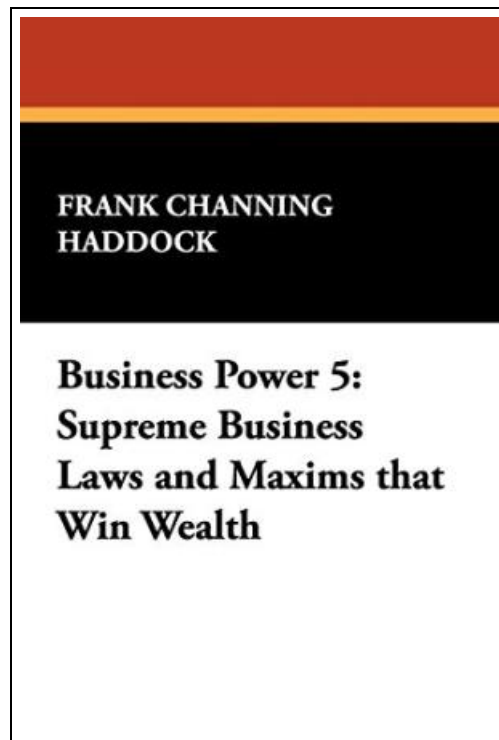 FRANK CHANNING
HADDOCK
Business Power 5:
Supreme Business
Laws and Maxims that
Win Wealth